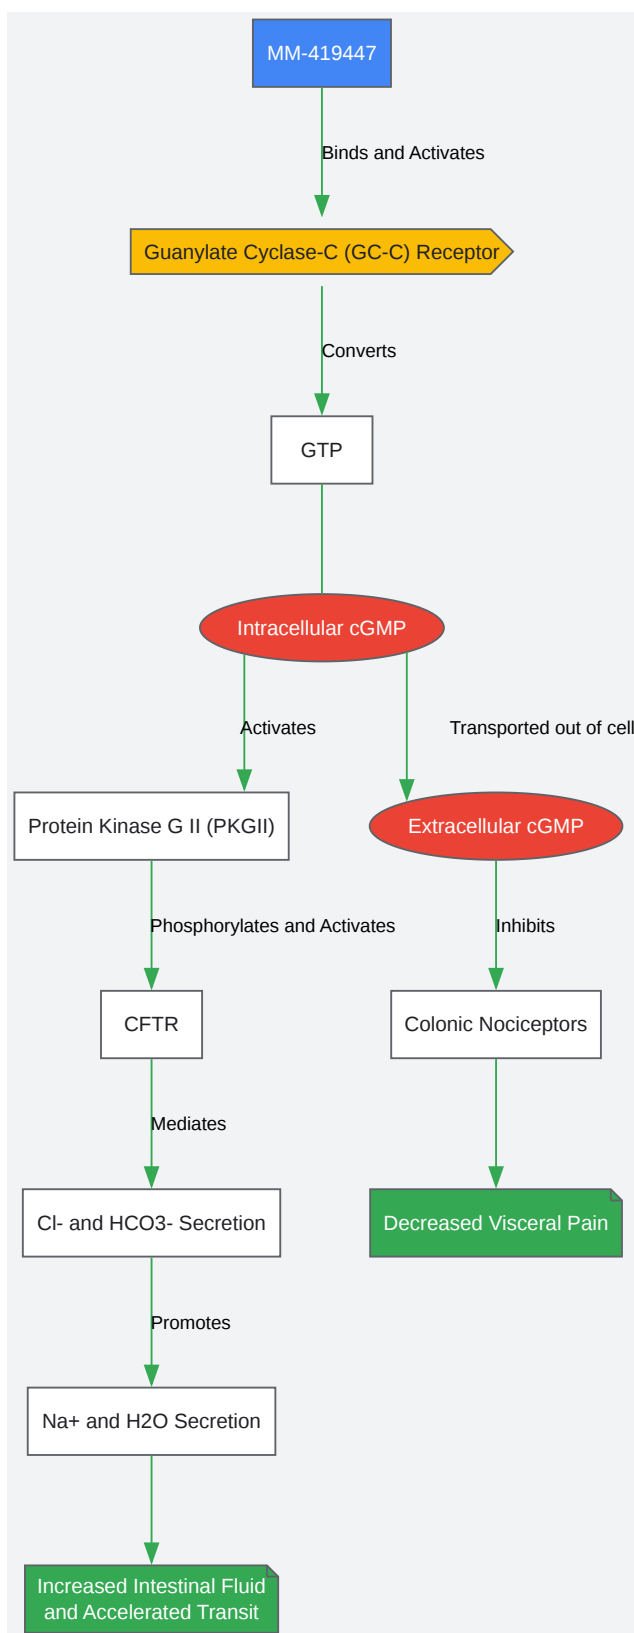 MM-419447
Binds and Activates
Guanylate Cyclase-C (GC-C) Receptor
Converts
GTP
Intracellular cGMP
Activates
Transported out of cell
Protein Kinase G II (PKGII)
Extracellular cGMP
Phosphorylates and Activates
Inhibits
CFTR
Colonic Nociceptors
Mediates
Cl- and HCO3- Secretion
Decreased Visceral Pain
Promotes
Na+ and H2O Secretion
Increased Intestinal Fluid
and Accelerated Transit